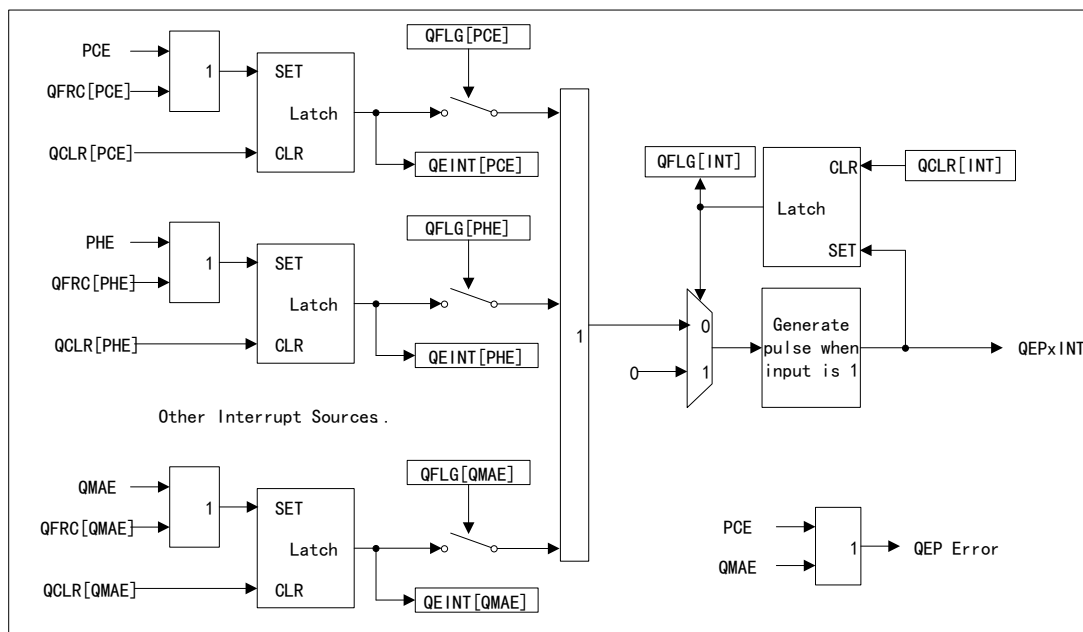 PCE
QFRC[PCE]
1
SET
Latch
CLR
QCLR[PCE]
QFLG[PCE]
QEINT[PCE]
PHE
QFRC[PHE]
1
SET
Latch
CLR
QCLR[PHE]
QFLG[PHE]
QEINT[PHE]
Other Interrupt Sources.
QMAE
QFRC[QMAE]
1
SET
Latch
CLR
QCLR[QMAE]
QFLG[QMAE]
QEINT[QMAE]
1
QFLG[INT]
CLR
Latch
SET
QCLR[INT]
0
1
0
Generate
pulse when
input is 1
QEPxINT
PCE
QMAE
1
QEP Error